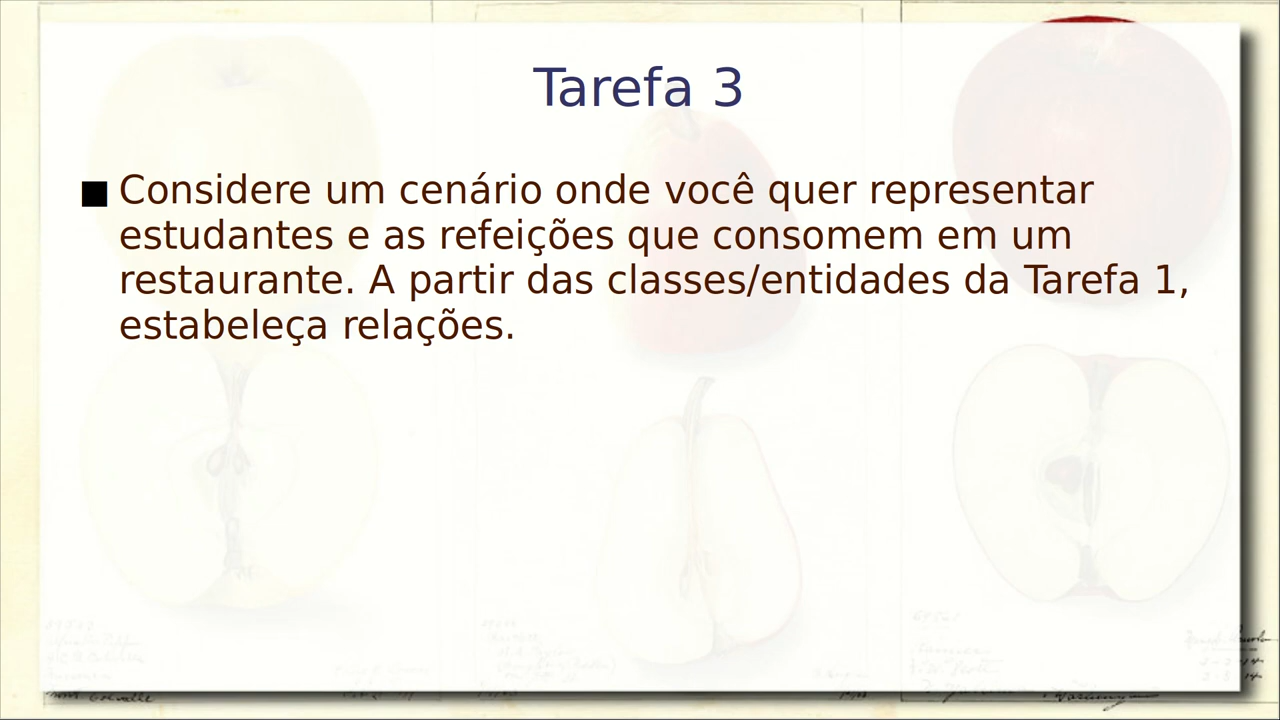 Tarefa 3
Considere um cenário onde você quer representar
estudantes e as refeições que consomem em um
restaurante. A partir das classes/entidades da Tarefa 1,
estabeleça relações.